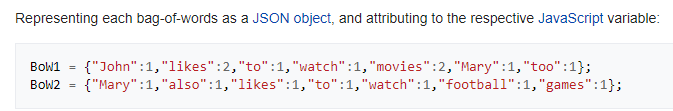 Representing each bag-of-words as a JSON object, and attributing to the respective JavaScript variable:
BoW1 = {"John":1,"likes":2,"to":1,"watch":1,"movies":2,"Mary":1,"too":1};
BoW2 = {"Mary":1,"also":1,"likes":1,"to":1,"watch":1,"football":1,"games":1};